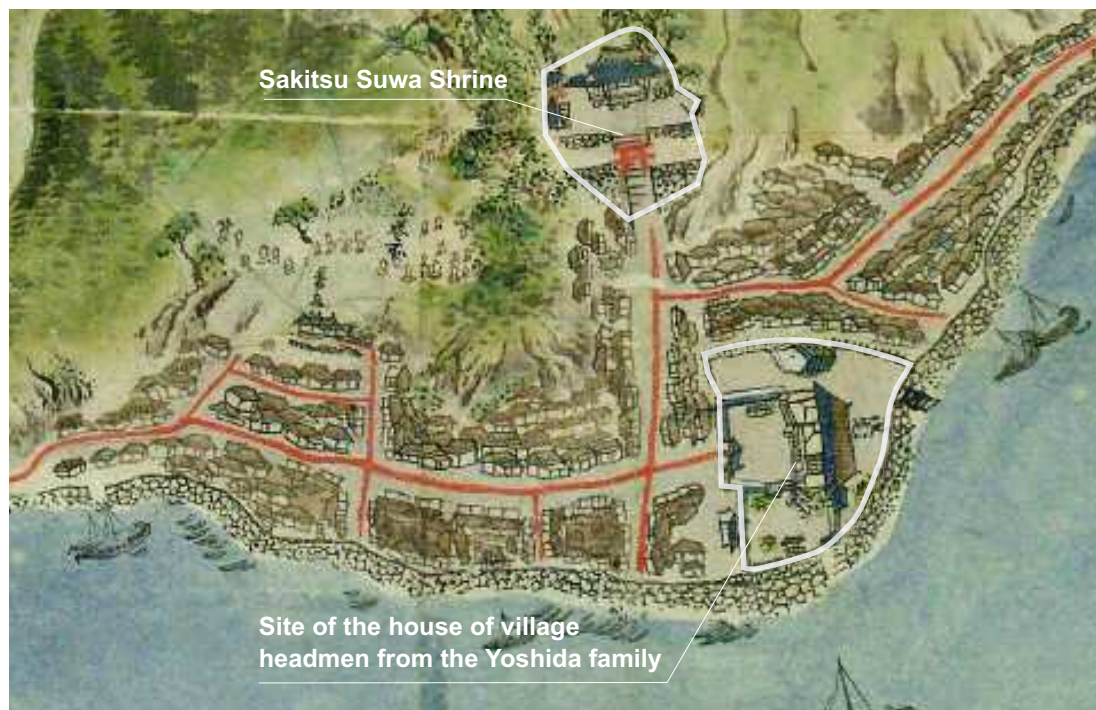 Sakitsu Suwa Shrine
Site of the house of village
headmen from the Yoshida family